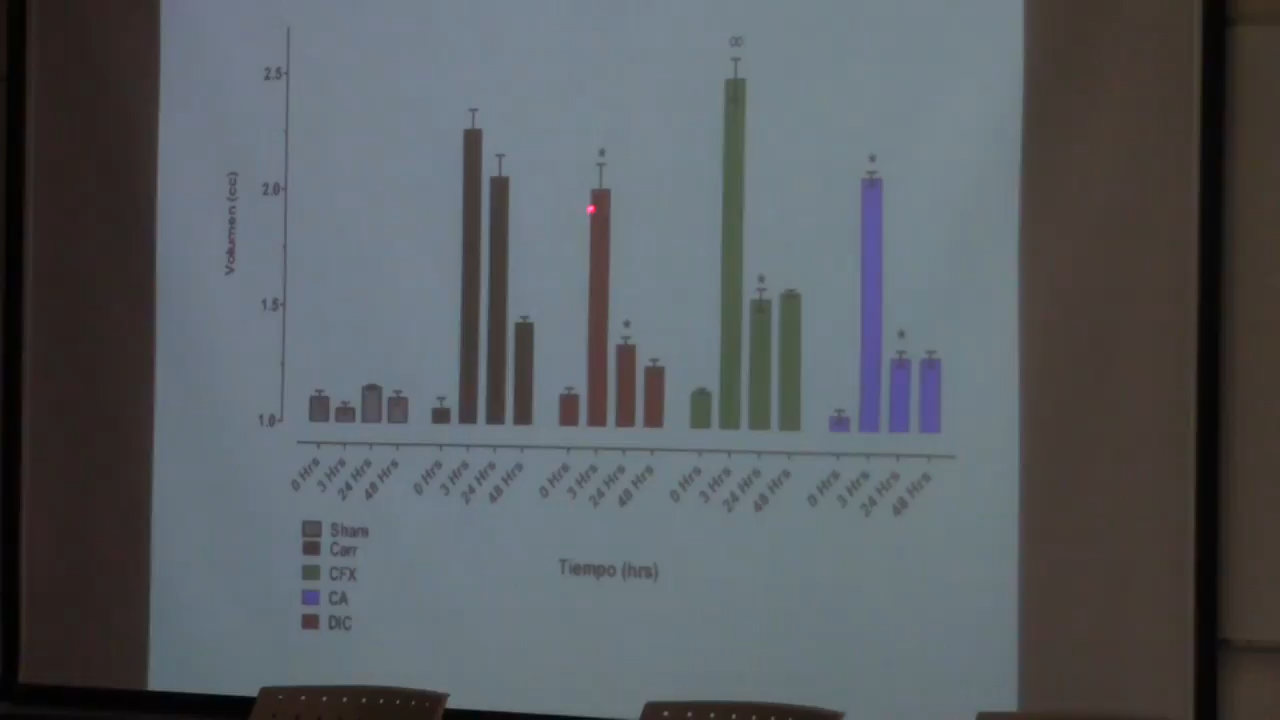 ∞
2.5
*
*
2.0
Volumen (cc)
*
1.5
*
*
1.0
0 Hrs 3 Hrs 24 Hrs 48 Hrs 0 Hrs 3 Hrs 24 Hrs 48 Hrs 0 Hrs 3 Hrs 24 Hrs 48 Hrs 0 Hrs 3 Hrs 24 Hrs 48 Hrs 0 Hrs 3 Hrs 24 Hrs 48 Hrs
Sham
Carr
Tiempo (hrs)
CFX
CA
DIC